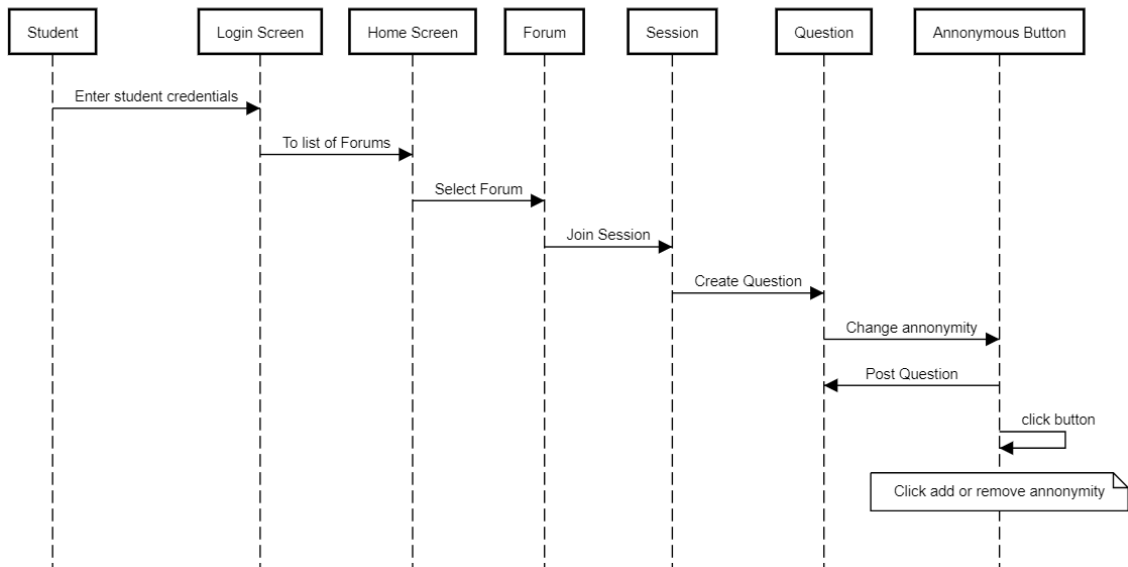 Student
Login Screen
Home Screen
Forum
Session
Question
Annonymous Button
Enter student credentials
To list of Forums
Select Forum
Join Session
Create Question
Change annonymity
Post Question
click button
Click add or remove annonymity